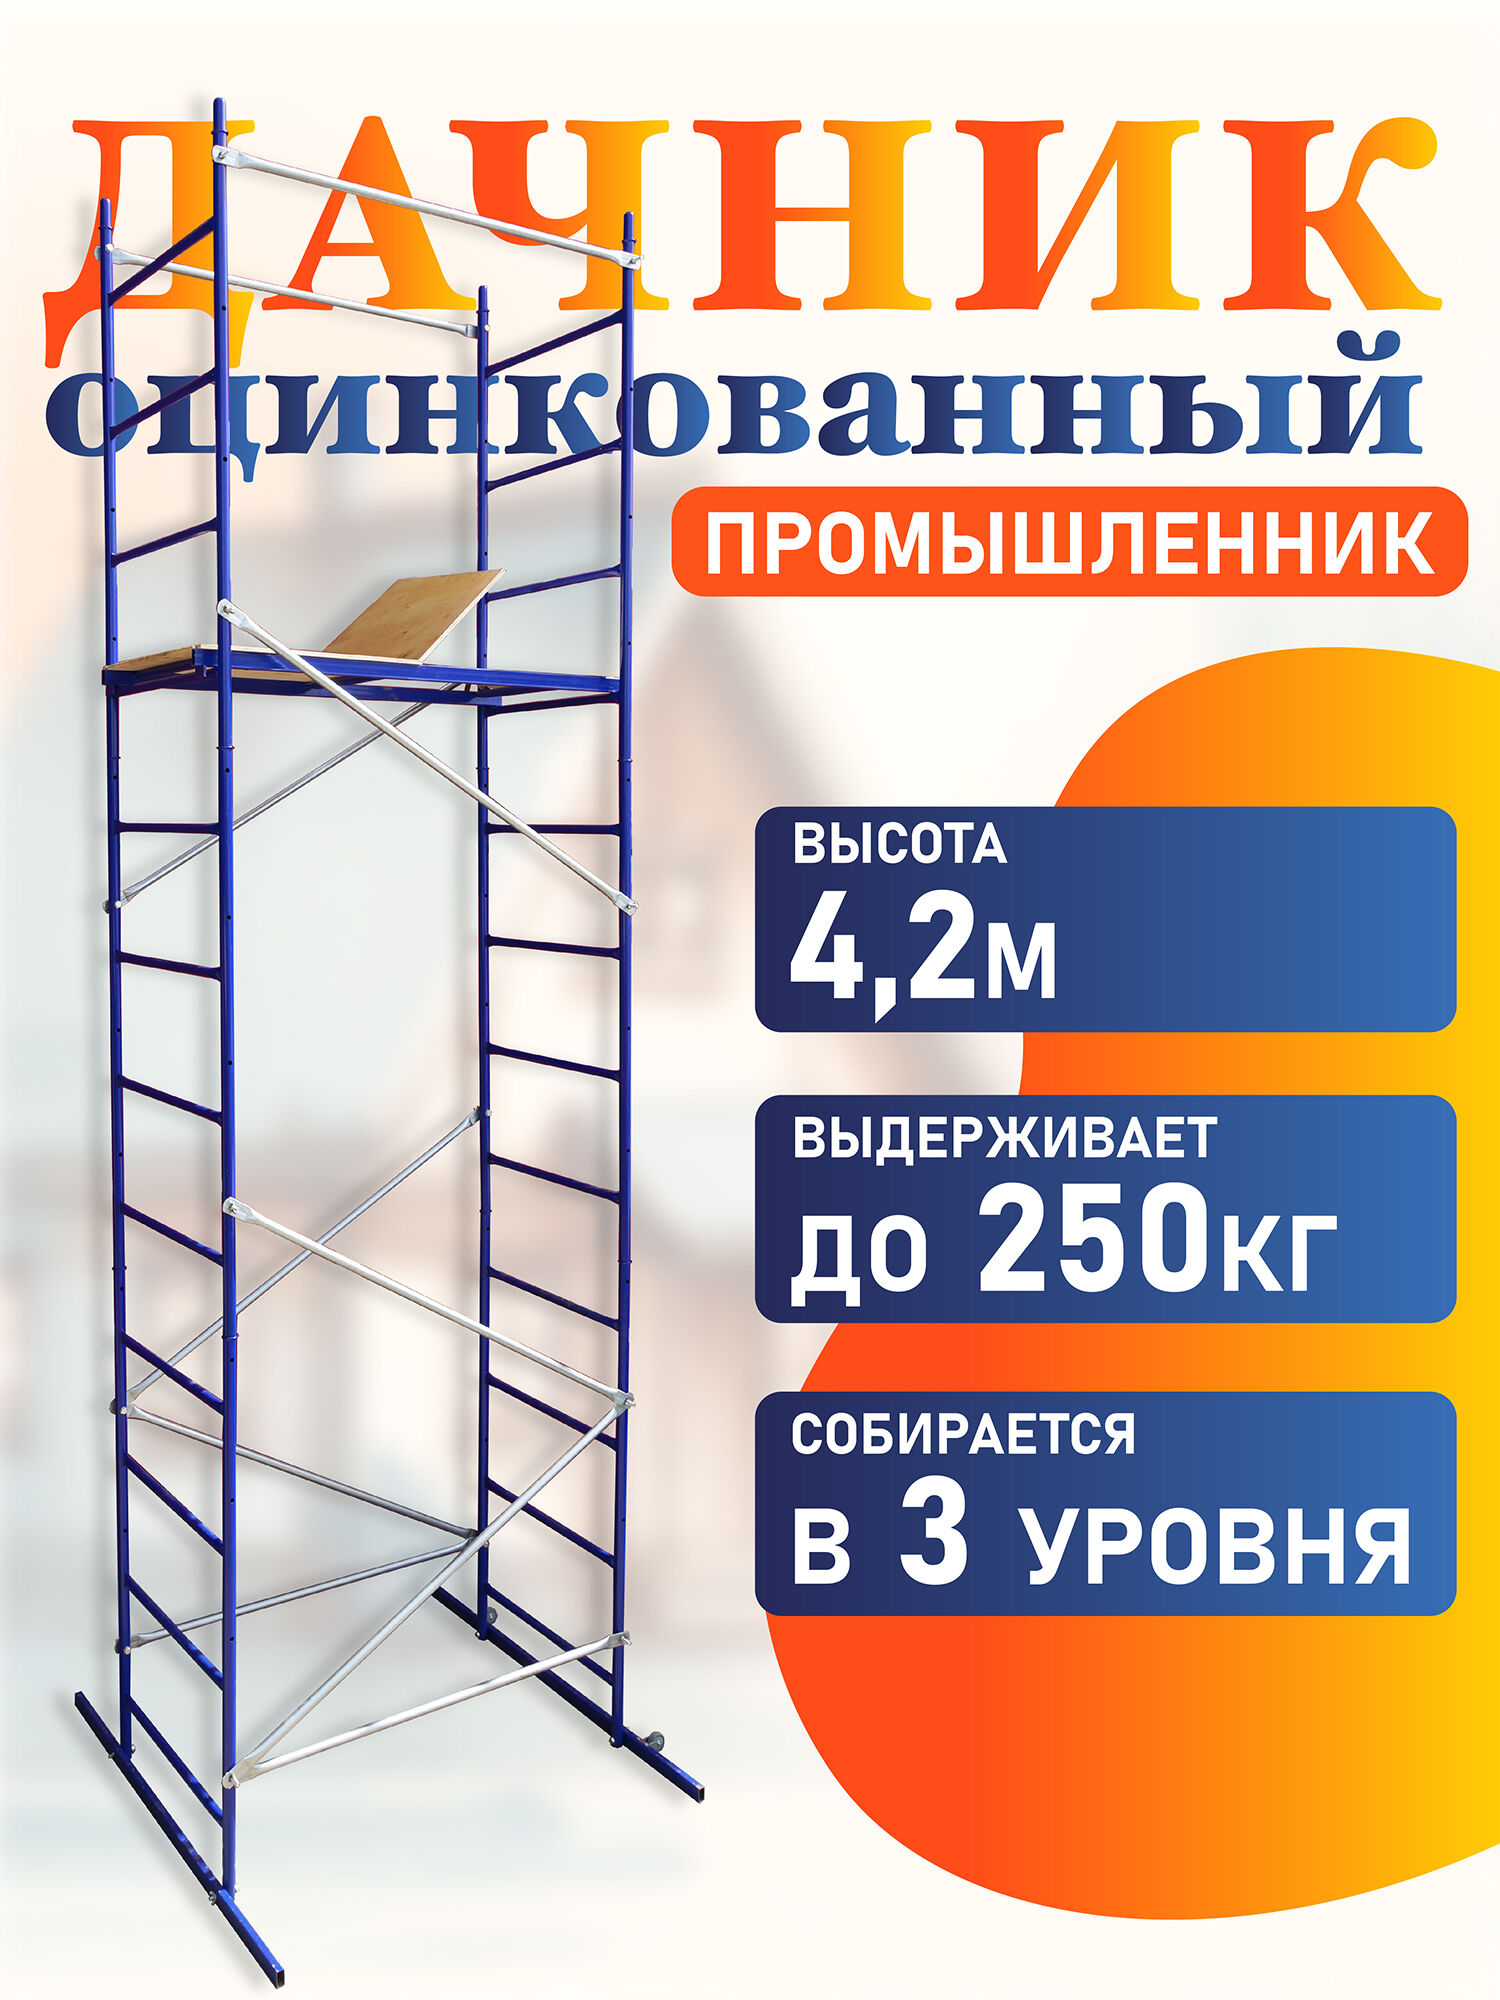 ДАЧНИК
оцинкованный
ПРОМЫШЛЕННИК
ВЫСОТА
4,2м
ВЫДЕРЖИВАЕТ
до 250кг
СОБИРАЕТСЯ
в 3 уровня